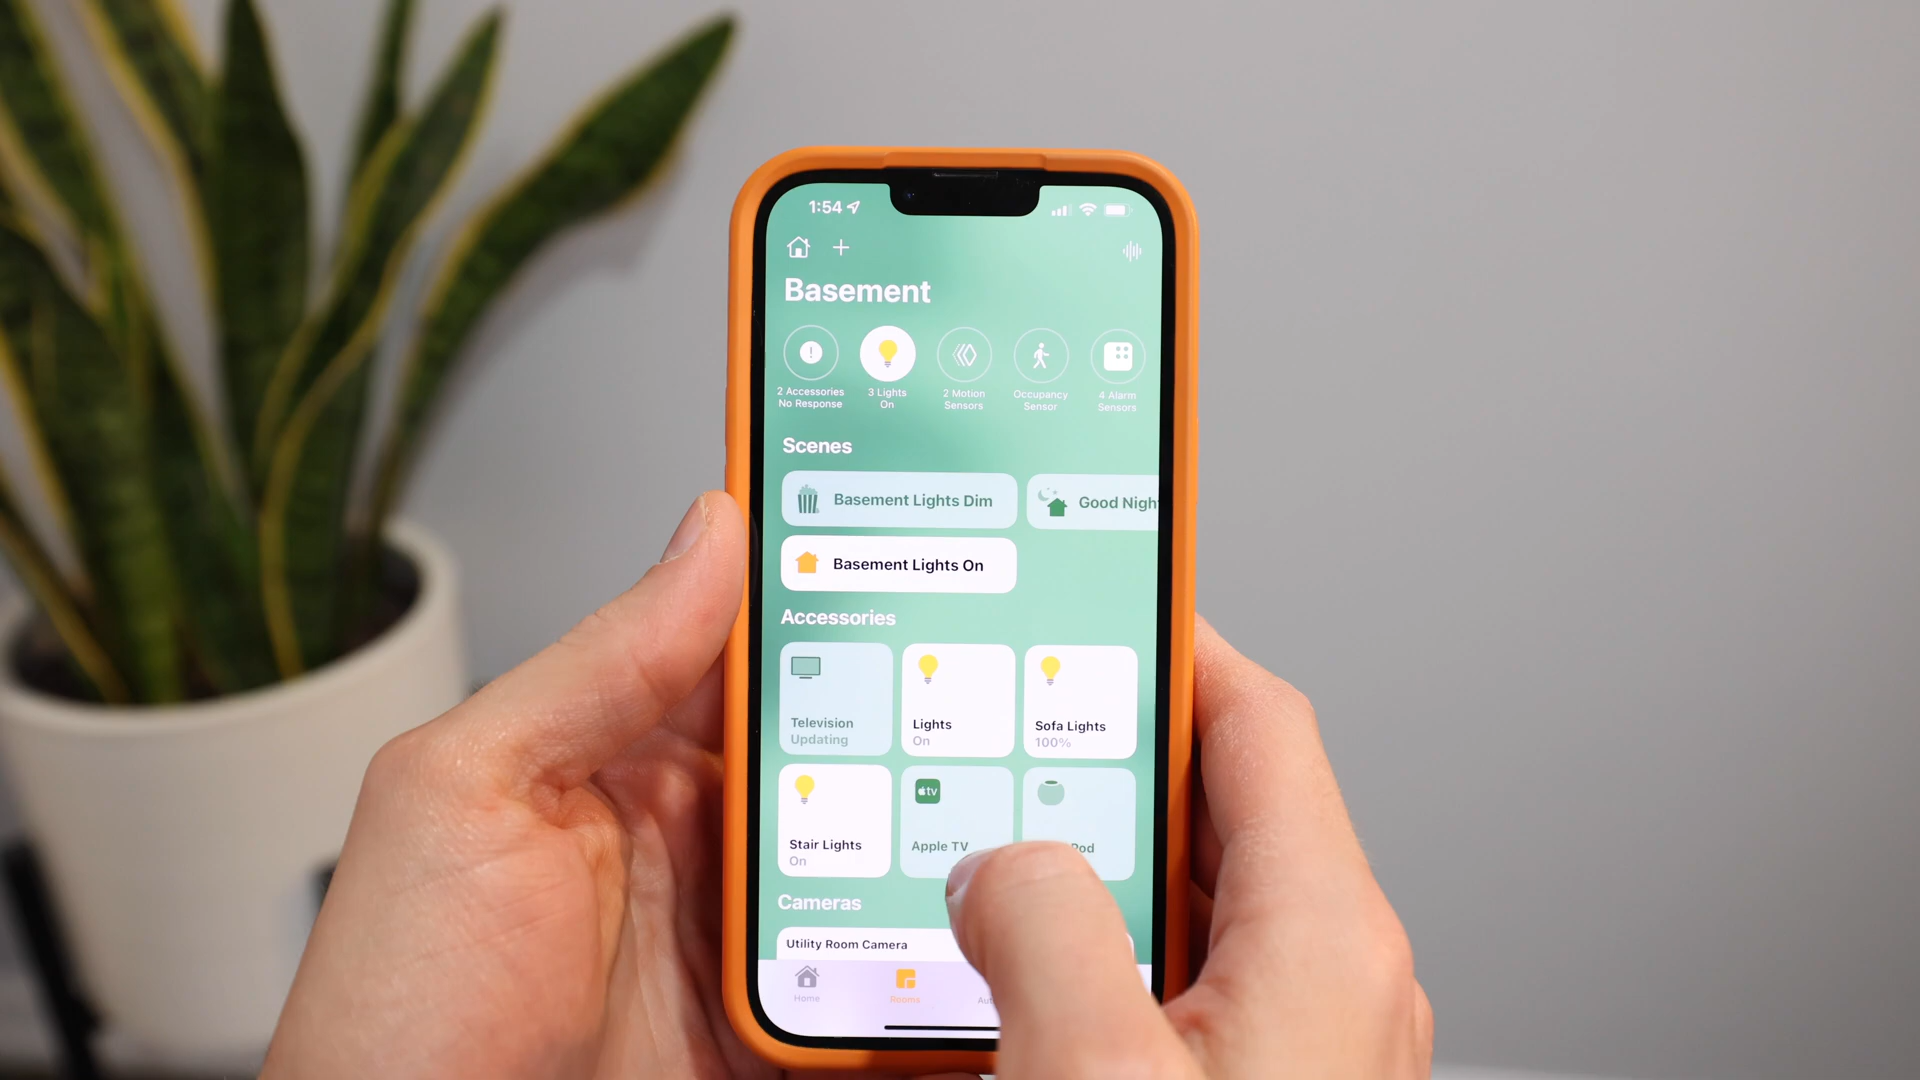 1:54
Basement
2 Accessories
No Response
3 Lights
On
2 Motion
Sensors
Occupancy
Sensor
4 Alarm
Sensors
Scenes
Basement Lights Dim
Good Nigh
Basement Lights On
Accessories
Television
Updating
Lights
On
Sofa Lights
100%
Stair Lights
On
tv
Apple TV
Pod
Cameras
Utility Room Camera
Home
Rooms
Aut